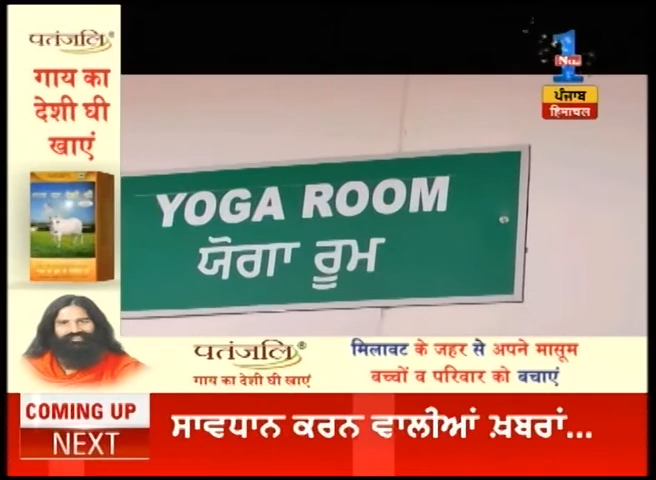 पतंजलि®
गाय का
देशी घी
खाएं
No.1
ਪੰਜਾਬ
हिमाचल
YOGA ROOM
ਯੋਗਾ ਰੂਮ
पतंजलि®
गाय का देशी घी खाएं
मिलावट के जहर से अपने मासूम
बच्चों व परिवार को बचाएं
COMING UP
NEXT
ਸਾਵਧਾਨ ਕਰਨ ਵਾਲੀਆਂ ਖ਼ਬਰਾਂ...